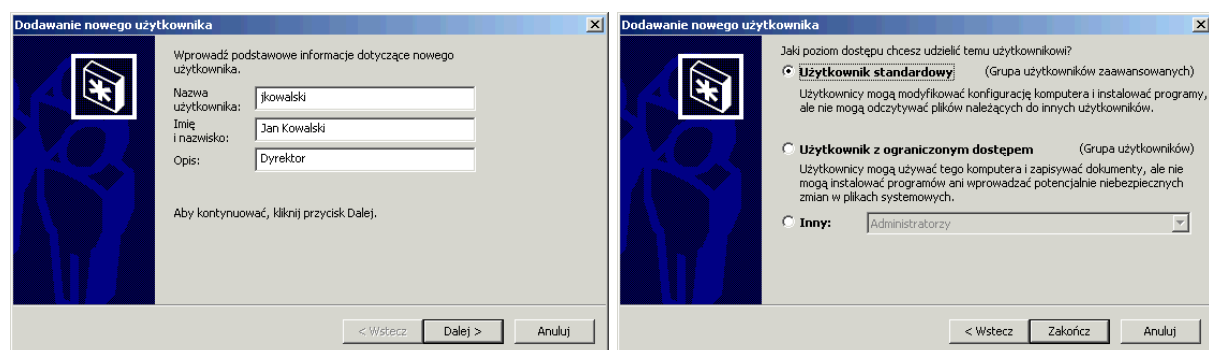 Dodawanie nowego użytkownika
Wprowadź podstawowe informacje dotyczące nowego
użytkownika.
Nazwa
użytkownika:
jkowalski
Imię
i nazwisko:
Jan Kowalski
Opis:
Dyrektor
Aby kontynuować, kliknij przycisk Dalej.
< Wstecz
Dalej >
Anuluj
Dodawanie nowego użytkownika
Jaki poziom dostępu chcesz udzielić temu użytkownikowi?
Użytkownik standardowy (Grupa użytkowników zaawansowanych)
Użytkownicy mogą modyfikować konfigurację komputera i instalować programy,
ale nie mogą odczytywać plików należących do innych użytkowników.
Użytkownik z ograniczonym dostępem (Grupa użytkowników)
Użytkownicy mogą używać tego komputera i zapisywać dokumenty, ale nie
mogą instalować programów ani wprowadzać potencjalnie niebezpiecznych
zmian w plikach systemowych.
Inny: Administratorzy
< Wstecz
Zakończ
Anuluj